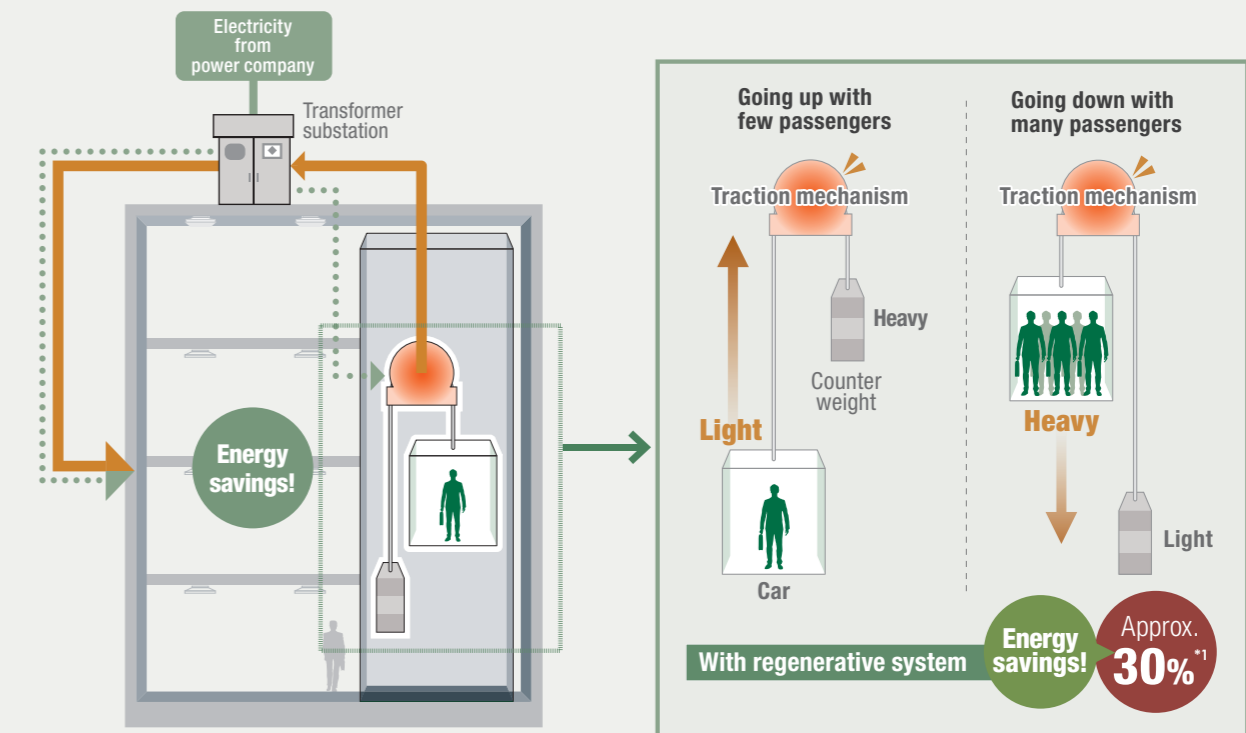 Electricity
from
power company
Transformer
substation
Energy
savings!
Going up with
few passengers
Traction mechanism
Heavy
Counter
weight
Light
Car
Going down with
many passengers
Traction mechanism
Heavy
Light
With regenerative system
Energy
savings!
Approx.
30%*1